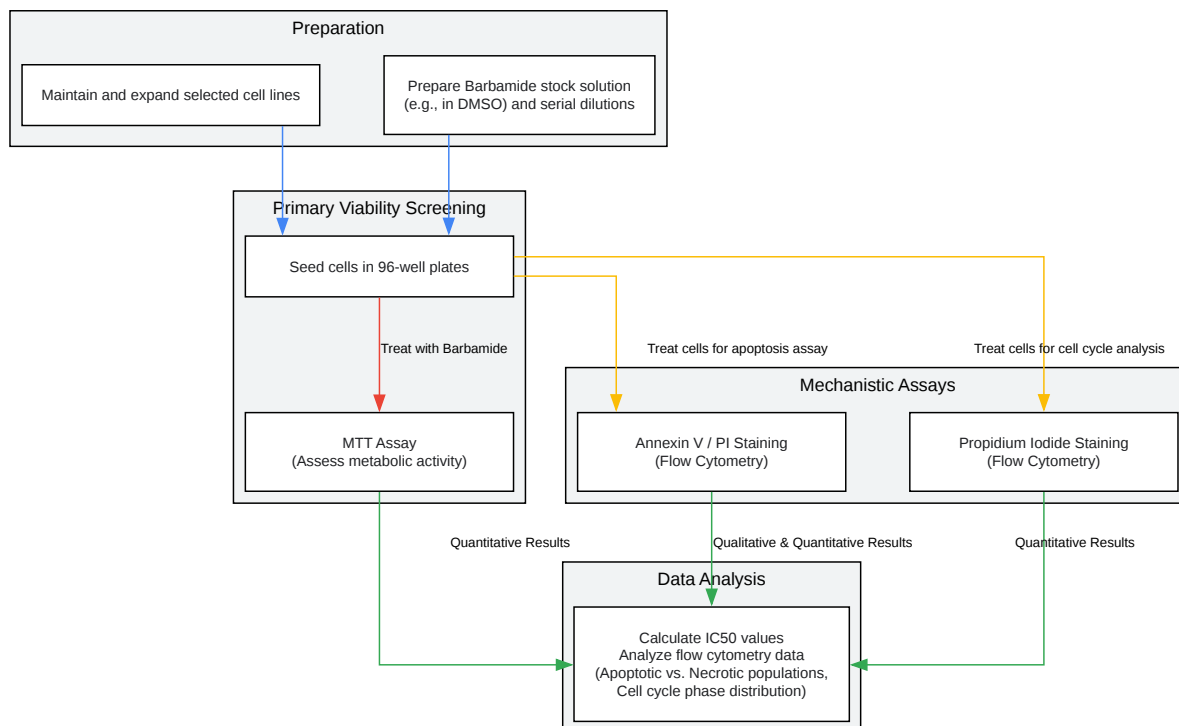 Preparation
Maintain and expand selected cell lines
Prepare Barbamide stock solution
(e.g., in DMSO) and serial dilutions
Primary Viability Screening
Seed cells in 96-well plates
Treat with Barbamide
Treat cells for apoptosis assay
Treat cells for cell cycle analysis
Mechanistic Assays
MTT Assay
(Assess metabolic activity)
Annexin V / PI Staining
(Flow Cytometry)
Propidium Iodide Staining
(Flow Cytometry)
Quantitative Results
Qualitative & Quantitative Results
Quantitative Results
Data Analysis
Calculate IC50 values
Analyze flow cytometry data
(Apoptotic vs. Necrotic populations,
Cell cycle phase distribution)